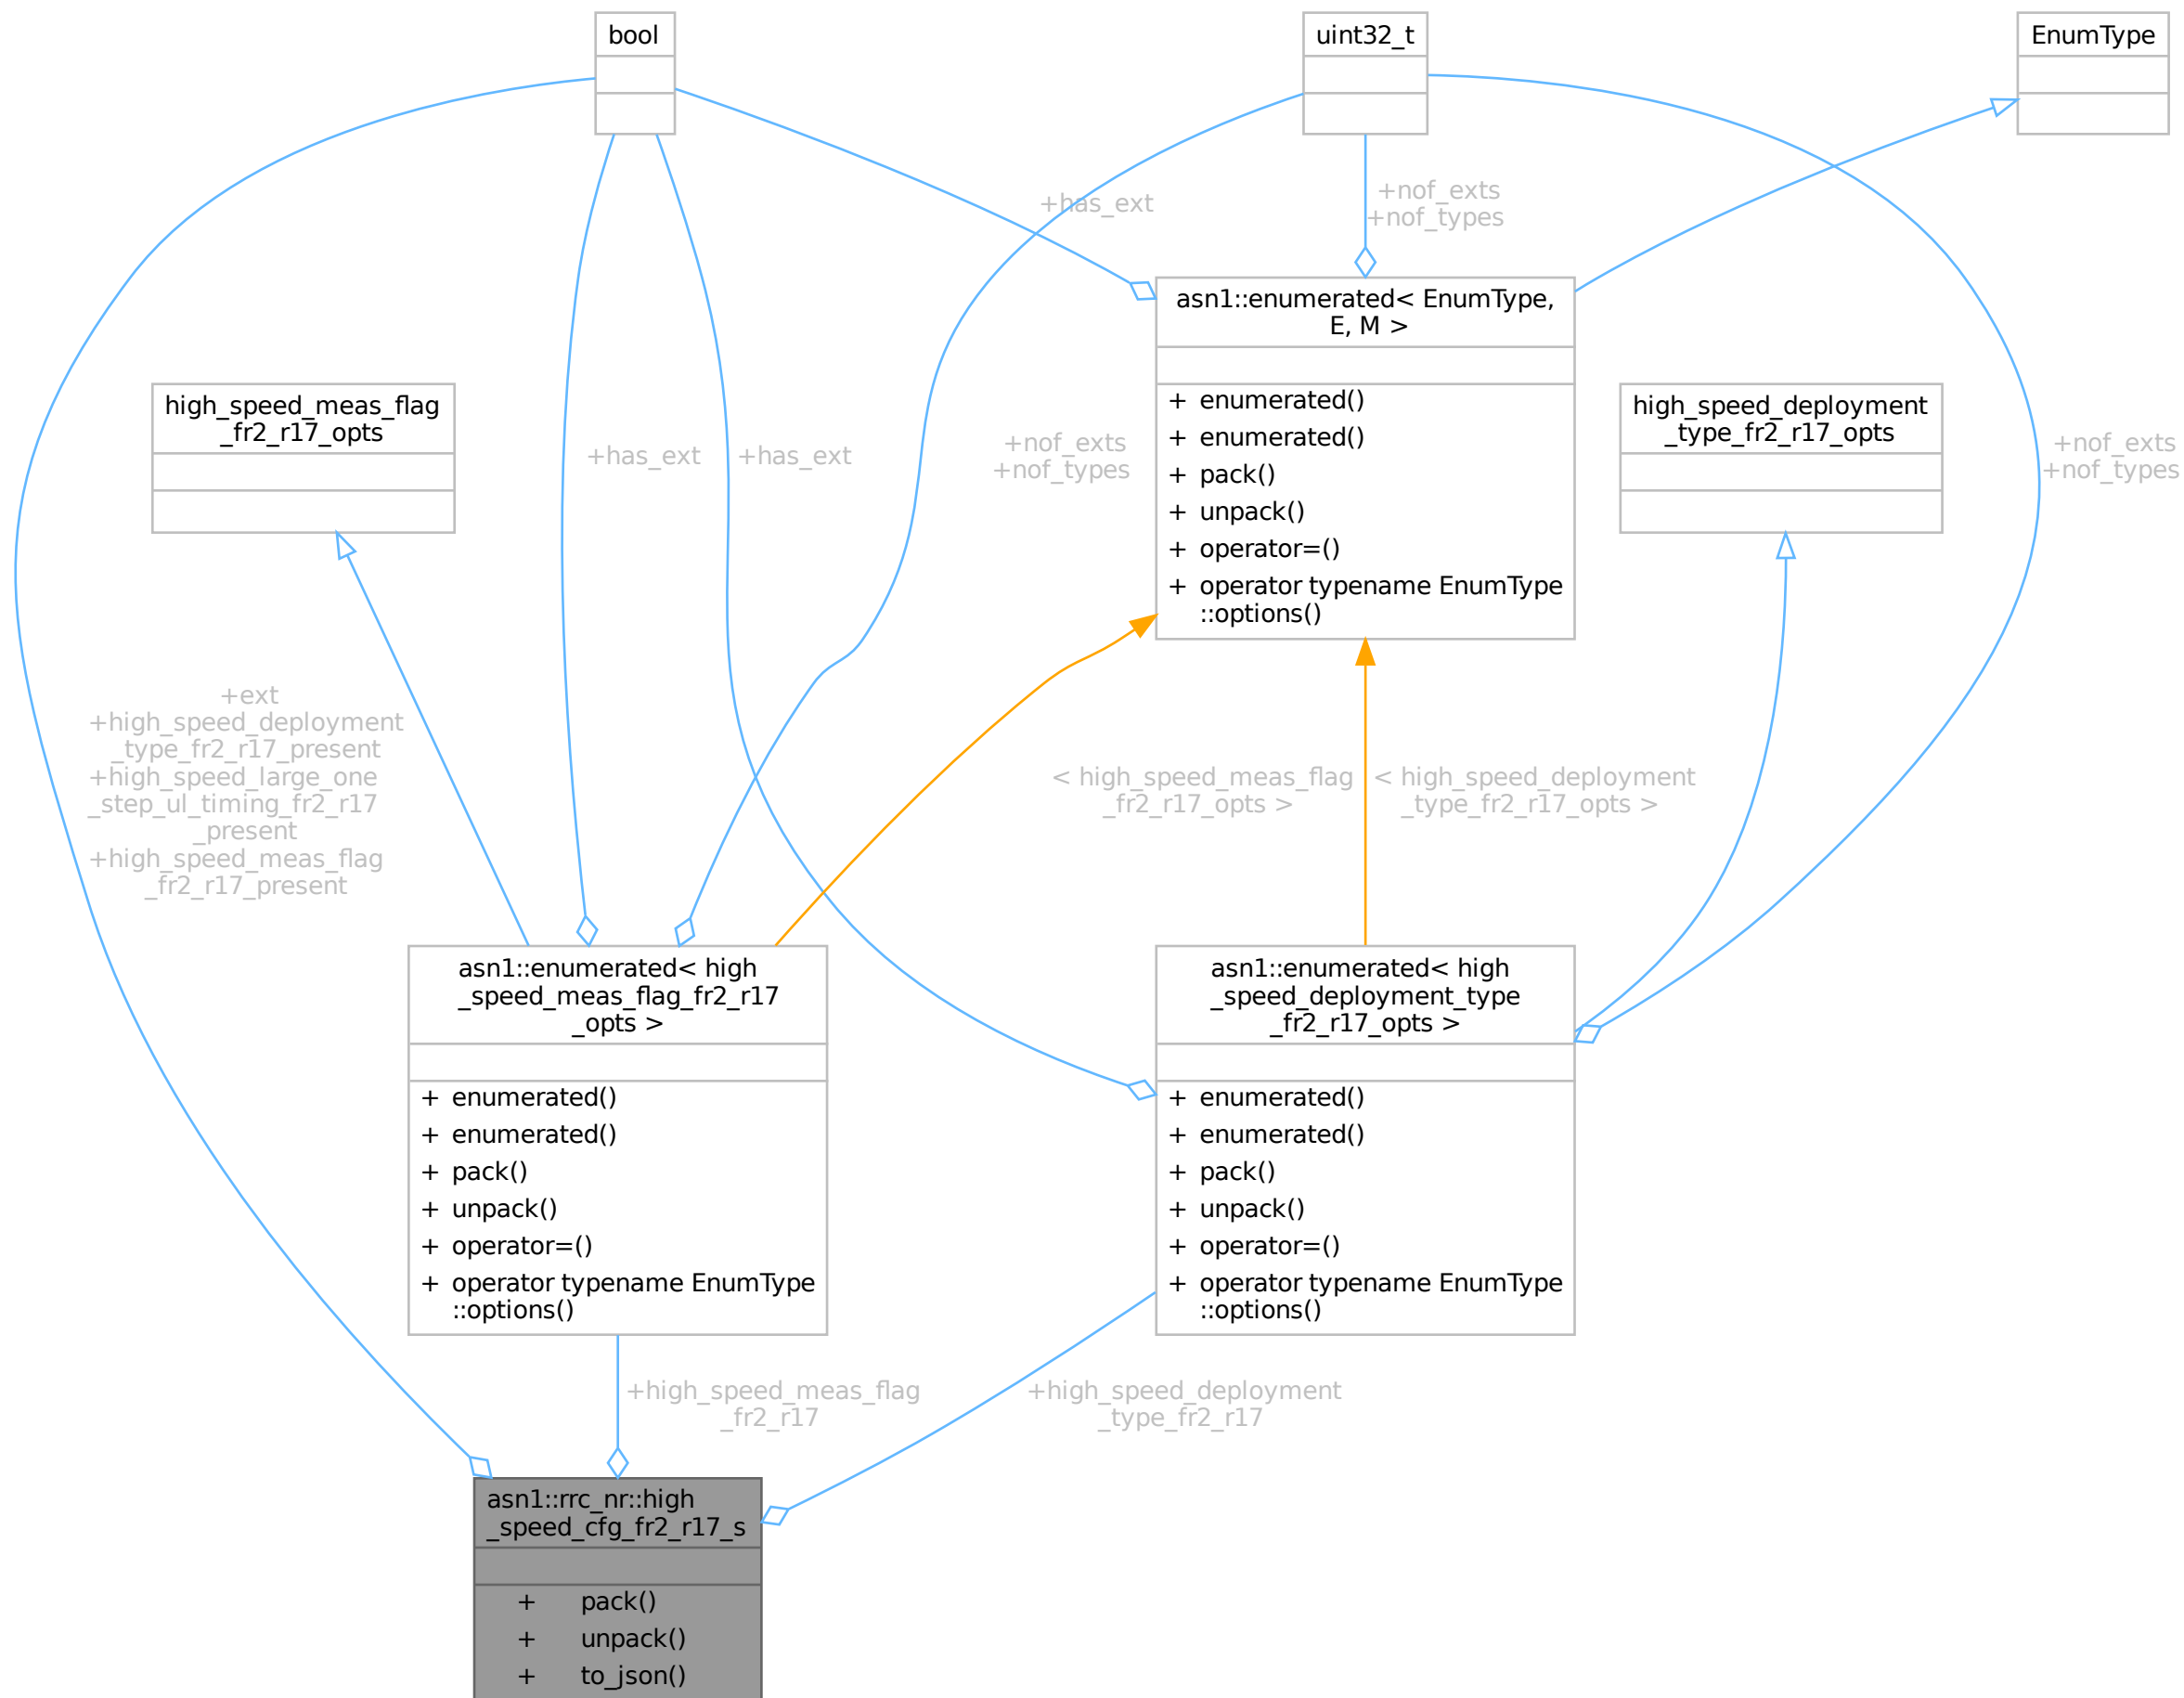 bool
uint32_t
EnumType
+has_ext
+nof_exts
+nof_types
asn1::enumerated< EnumType,
E, M >
+ enumerated()
+ enumerated()
+ pack()
+ unpack()
+ operator=()
+ operator typename EnumType
::options()
high_speed_meas_flag
_fr2_r17_opts
high_speed_deployment
_type_fr2_r17_opts
+has_ext
+has_ext
+nof_exts
+nof_types
+nof_exts
+nof_types
+ext
+high_speed_deployment
_type_fr2_r17_present
+high_speed_large_one
_step_ul_timing_fr2_r17
_present
+high_speed_meas_flag
_fr2_r17_present
< high_speed_meas_flag
_fr2_r17_opts >
< high_speed_deployment
_type_fr2_r17_opts >
asn1::enumerated< high
_speed_meas_flag_fr2_r17
_opts >
+ enumerated()
+ enumerated()
+ pack()
+ unpack()
+ operator=()
+ operator typename EnumType
::options()
asn1::enumerated< high
_speed_deployment_type
_fr2_r17_opts >
+ enumerated()
+ enumerated()
+ pack()
+ unpack()
+ operator=()
+ operator typename EnumType
::options()
+high_speed_meas_flag
_fr2_r17
+high_speed_deployment
_type_fr2_r17
asn1::rrc_nr::high
_speed_cfg_fr2_r17_s
+ pack()
+ unpack()
+ to_json()